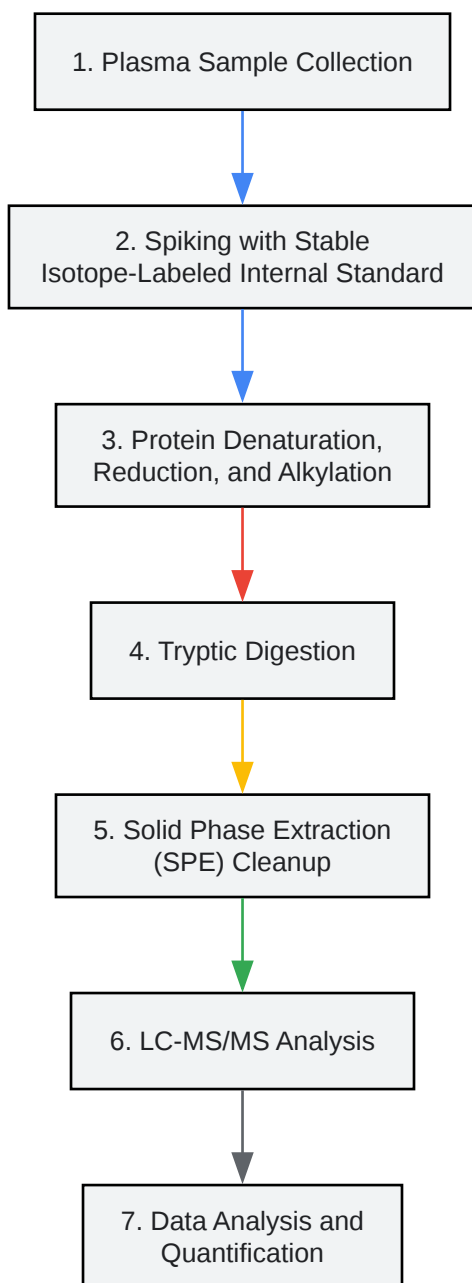 1. Plasma Sample Collection
2. Spiking with Stable
Isotope-Labeled Internal Standard
3. Protein Denaturation,
Reduction, and Alkylation
4. Tryptic Digestion
5. Solid Phase Extraction
(SPE) Cleanup
6. LC-MS/MS Analysis
7. Data Analysis and
Quantification